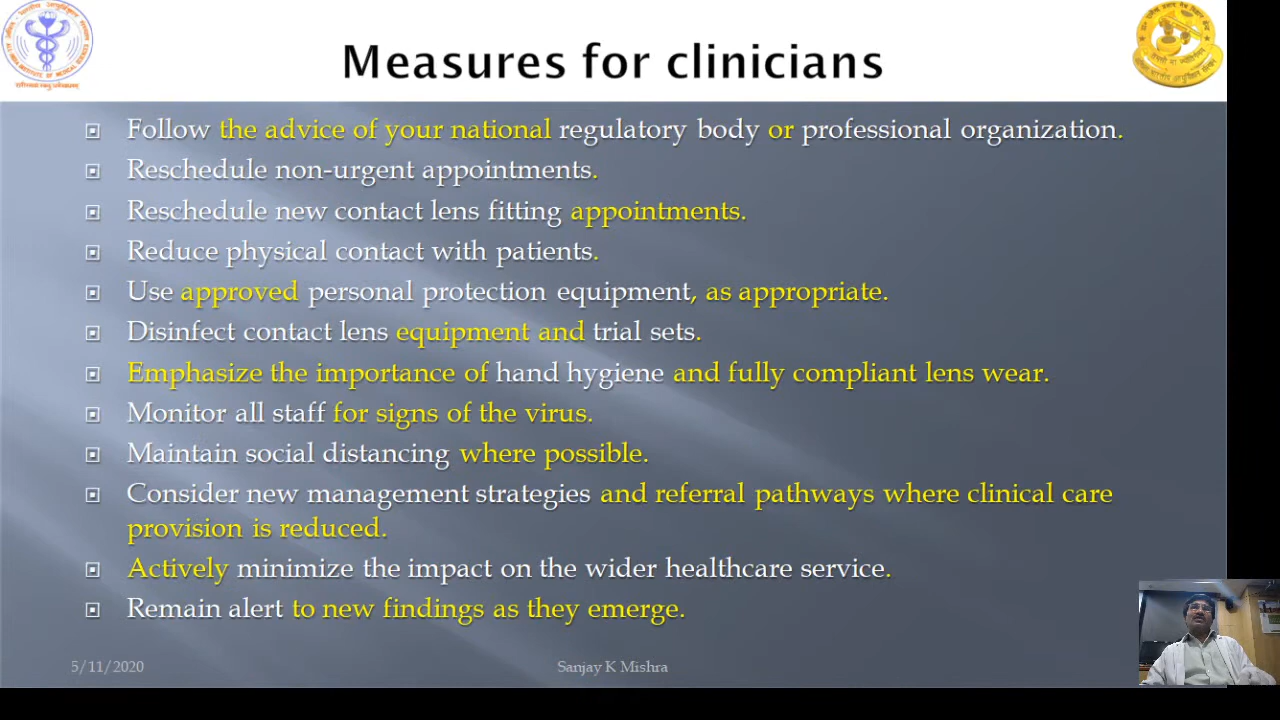 Measures for clinicians
Follow the advice of your national regulatory body or professional organization.
Reschedule non-urgent appointments.
Reschedule new contact lens fitting appointments.
Reduce physical contact with patients.
Use approved personal protection equipment, as appropriate.
Disinfect contact lens equipment and trial sets.
Emphasize the importance of hand hygiene and fully compliant lens wear.
Monitor all staff for signs of the virus.
Maintain social distancing where possible.
Consider new management strategies and referral pathways where clinical care
provision is reduced.
Actively minimize the impact on the wider healthcare service.
Remain alert to new findings as they emerge.
5/11/2020
Sanjay K Mishra